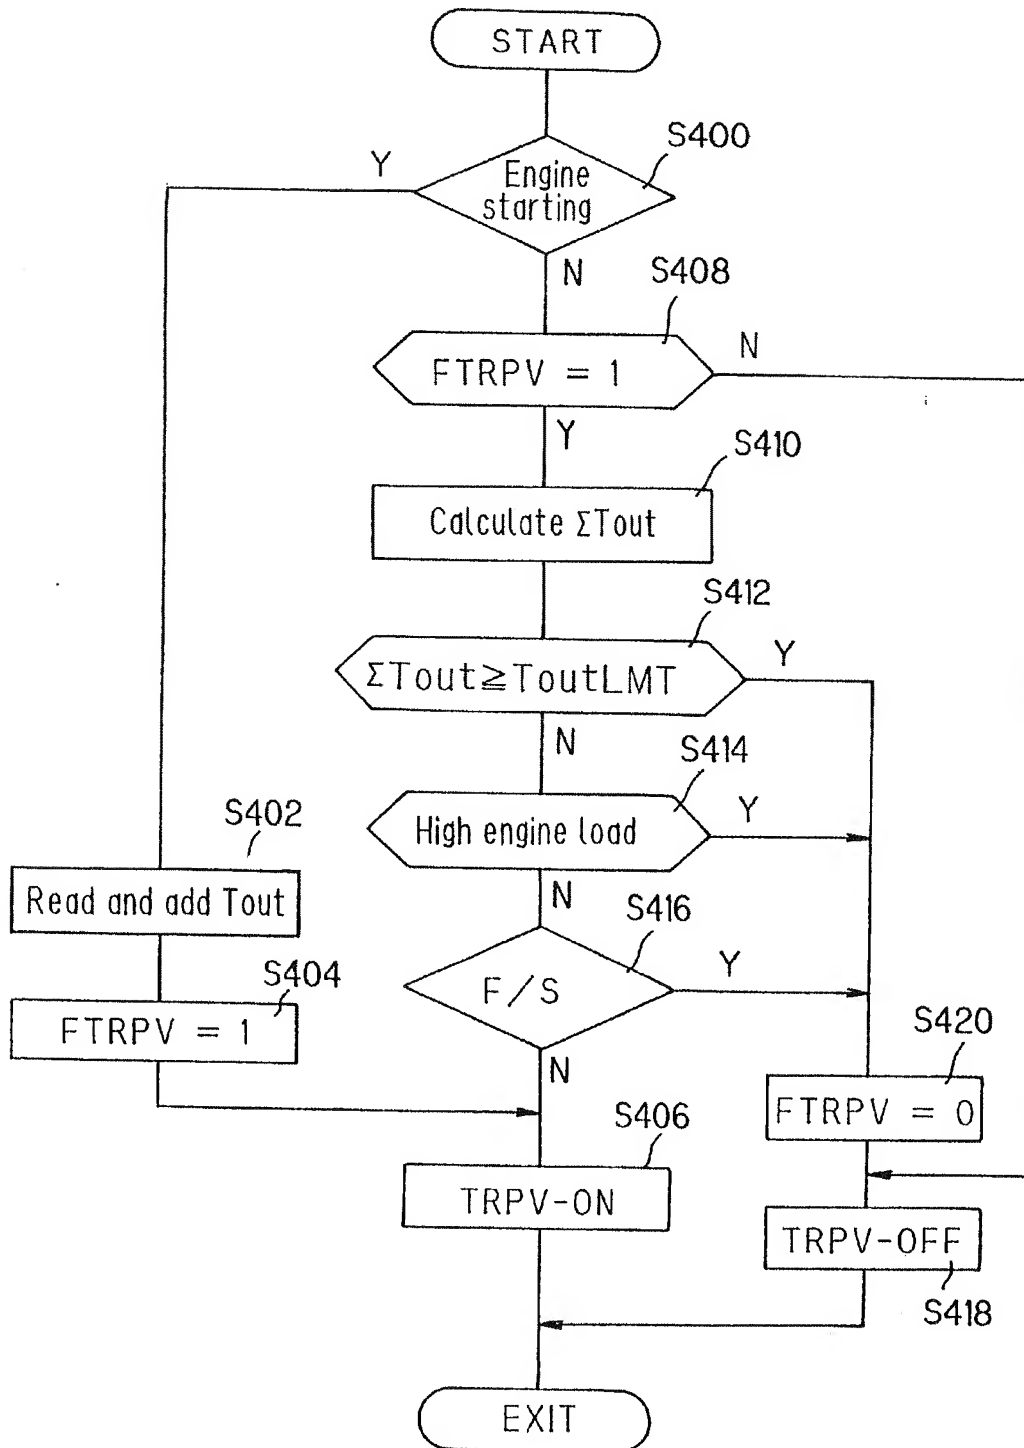 START
S400
Y
Engine
starting
N
S408
FTRPV = 1
N
Y
S410
Calculate ΣTout
S412
ΣTout≧ToutLMT
Y
N
S414
High engine load
Y
S402
Read and add Tout
N
S416
F/S
Y
S404
FTRPV = 1
N
S420
FTRPV = 0
S406
TRPV-ON
TRPV-OFF
S418
EXIT